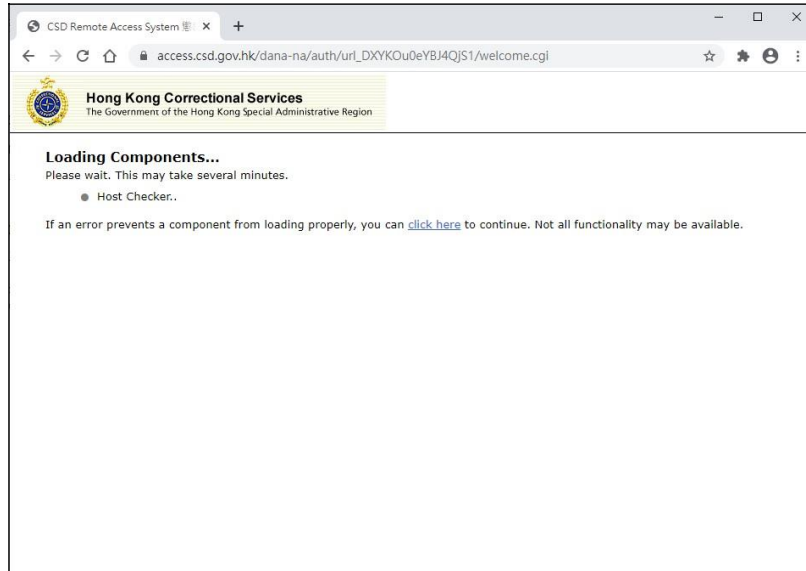 CSD Remote Access System
access.csd.gov.hk/dana-na/auth/url_DXYKOu0eYBJ4QjS1/welcome.cgi
Hong Kong Correctional Services
The Government of the Hong Kong Special Administrative Region
Loading Components...
Please wait. This may take several minutes.
Host Checker..
If an error prevents a component from loading properly, you can click here to continue. Not all functionality may be available.